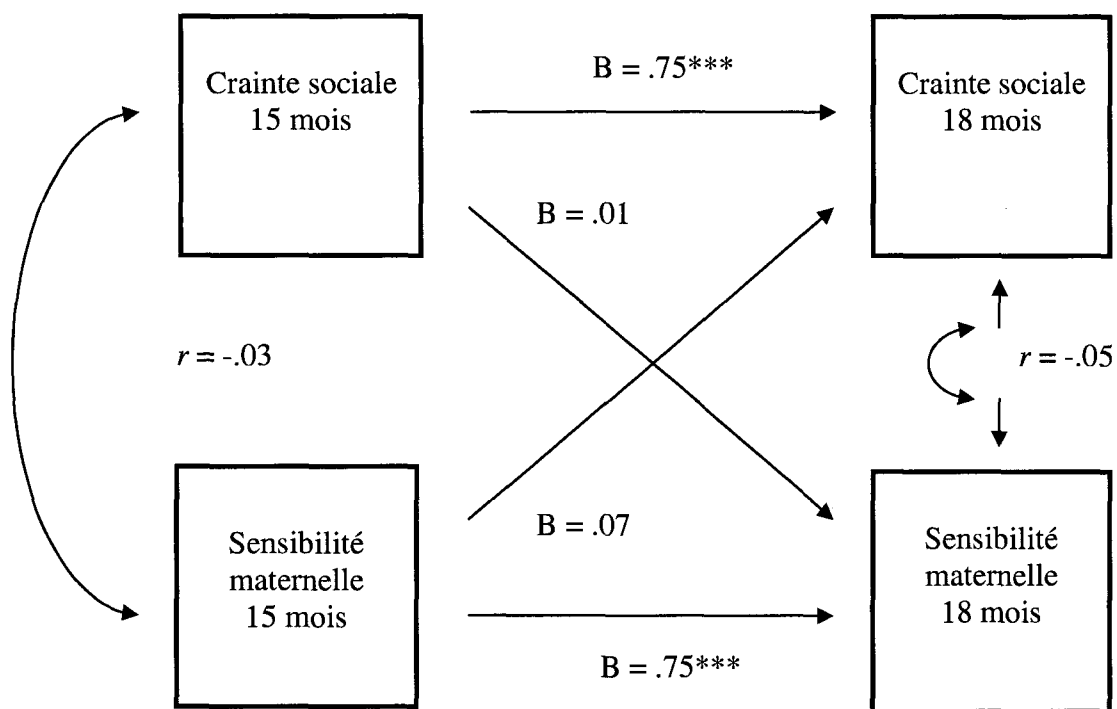 Crainte sociale
15 mois
B = .75***
Crainte sociale
18 mois
B = .01
r = -.03
r = -.05
Sensibilité
maternelle
15 mois
B = .07
Sensibilité
maternelle
18 mois
B = .75***